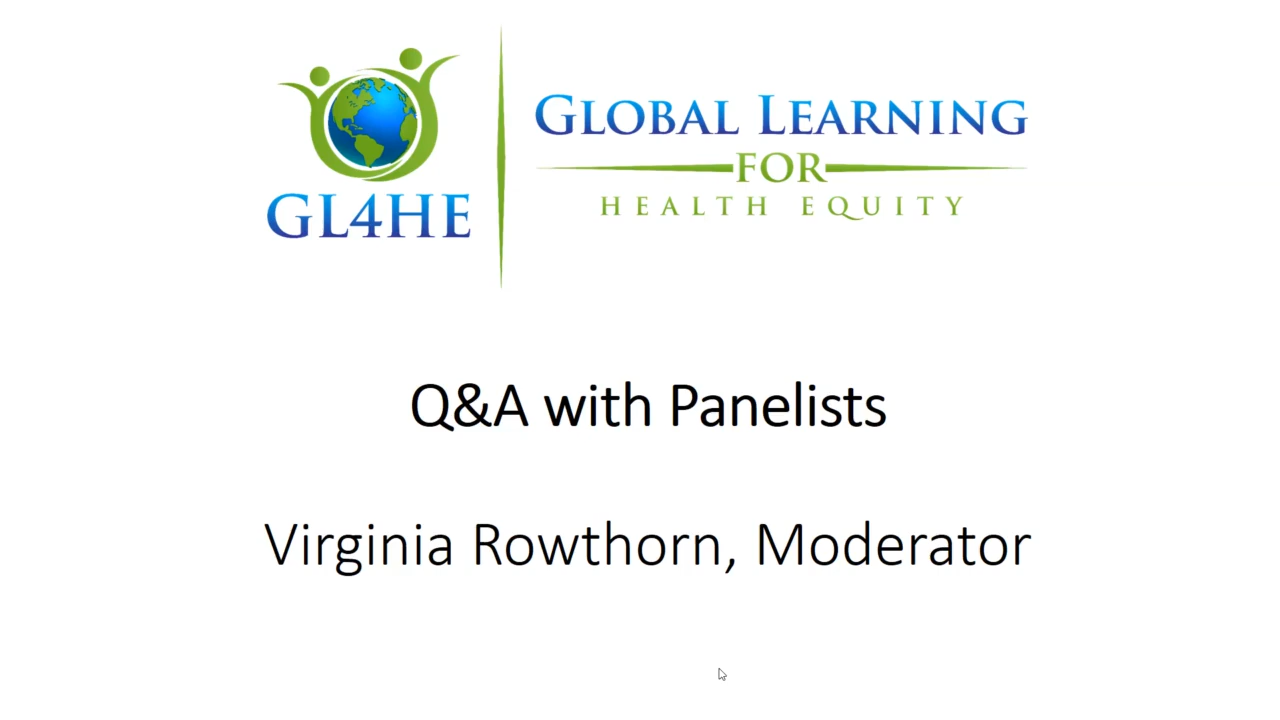 GL4HE
GLOBAL LEARNING
FOR
HEALTH EQUITY
Q&A with Panelists
Virginia Rowthorn, Moderator